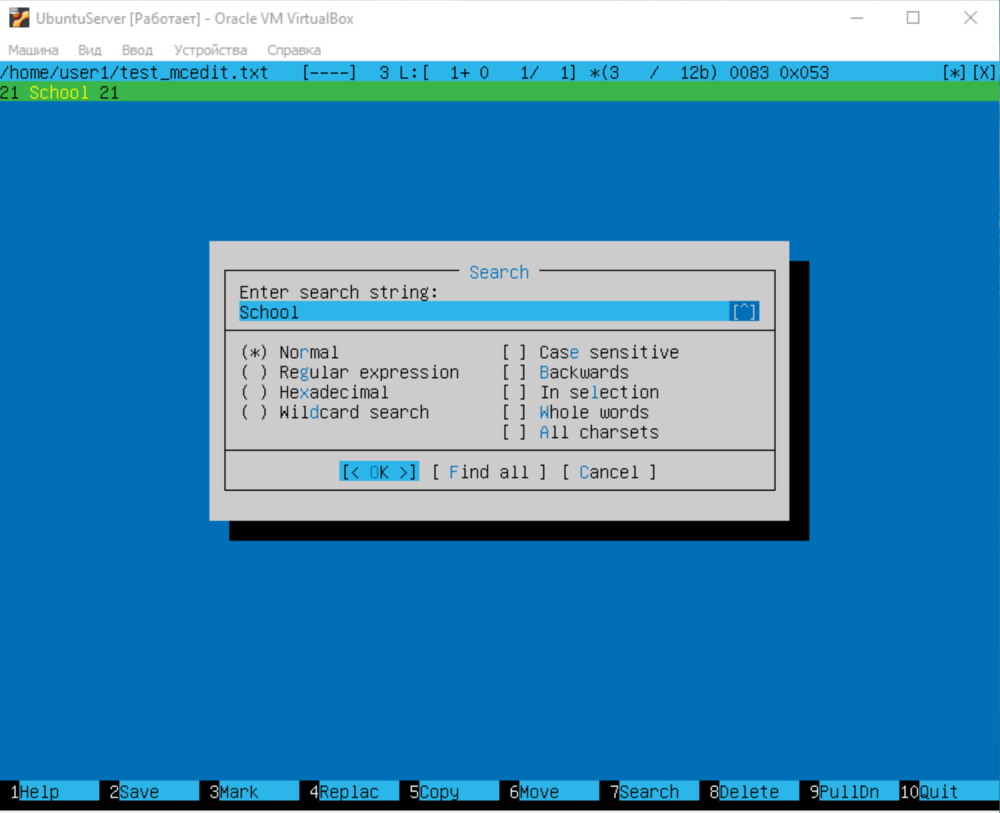 UbuntuServer [Работает] - Oracle VM VirtualBox
Машина Вид Ввод Устройства Справка
/home/user1/test_mcedit.txt [----] 3 L:[ 1+ 0 1/ 1] *(3 / 12b) 0083 0x053 [*][X]
21 School 21
Search
Enter search string:
School [^]
(*) Normal [ ] Case sensitive
( ) Regular expression [ ] Backwards
( ) Hexadecimal [ ] In selection
( ) Wildcard search [ ] Whole words
[ ] All charsets
[< OK >] [ Find all ] [ Cancel ]
1Help 2Save 3Mark 4Replac 5Copy 6Move 7Search 8Delete 9PullDn 10Quit